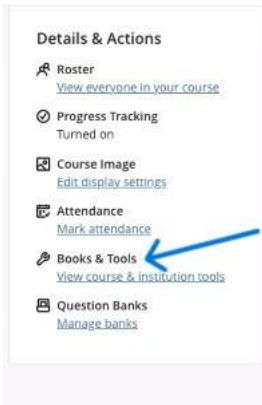 Details & Actions
Roster
View everyone in your course
Progress Tracking
Turned on
Course Image
Edit display settings
Attendance
Mark attendance
Books & Tools
View course & institution tools
Question Banks
Manage banks